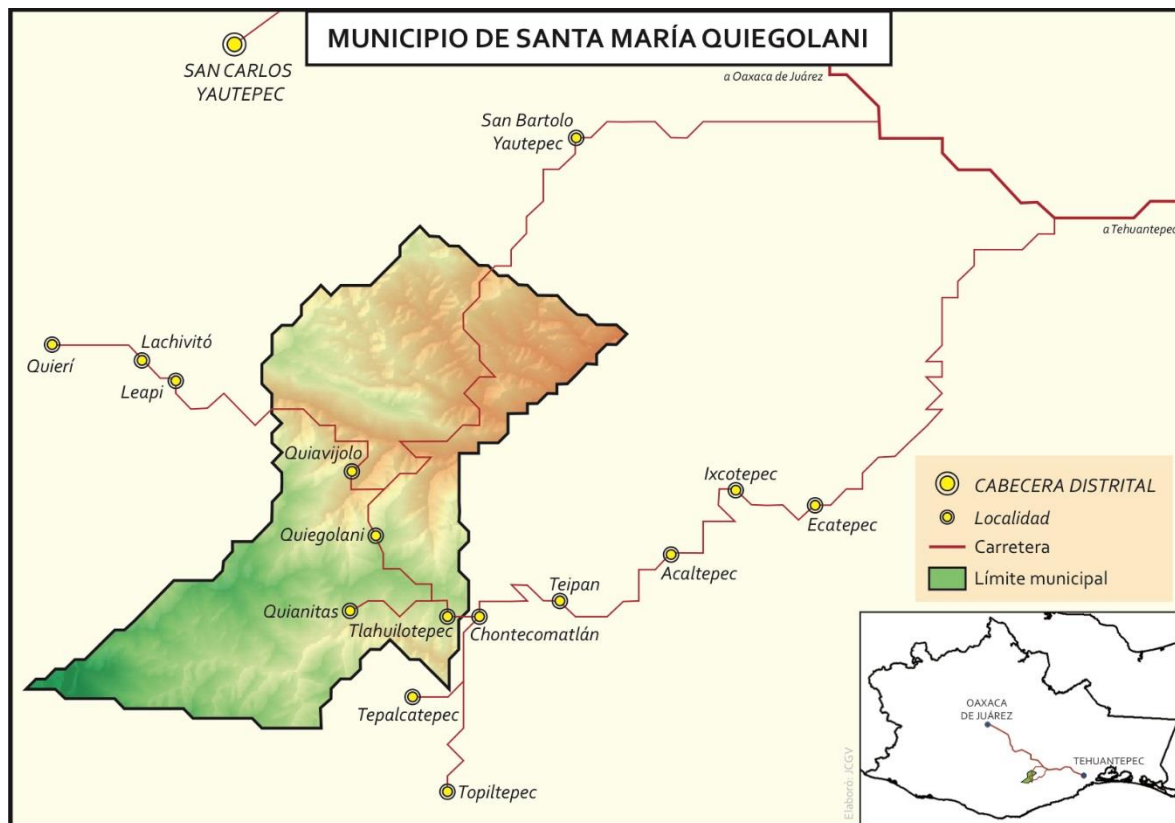 MUNICIPIO DE SANTA MARÍA QUIEGOLANI
SAN CARLOS
YAUTEPEC
a Oaxaca de Juárez
San Bartolo
Yautepec
a Tehuantepec
Lachivitó
Quierí
Leapi
Quiavijolo
Ixcotepec
Ecatepec
Quiegolani
Acaltepec
Teipan
Quianitas
Tlahuilotepec
Chontecomatlán
Tepalcatepec
Topiltepec
CABECERA DISTRITAL
Localidad
Carretera
Límite municipal
OAXACA
DE JUÁREZ
TEHUANTEPEC
Elaboró: JCGV